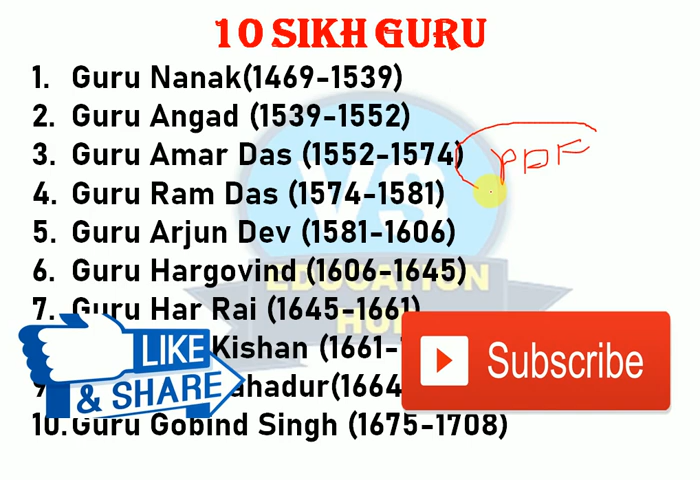 10 SIKH GURU
1. Guru Nanak(1469-1539)
2. Guru Angad (1539-1552)
3. Guru Amar Das (1552-1574)
PDF
4. Guru Ram Das (1574-1581)
5. Guru Arjun Dev (1581-1606)
6. Guru Hargovind (1606-1645)
EDUCATION
7. Guru Har Rai (1645-1661)
HUB
LIKE
& SHARE
Kishan (1661-
Subscribe
9 ahadur(1664
10. Guru Gobind Singh (1675-1708)